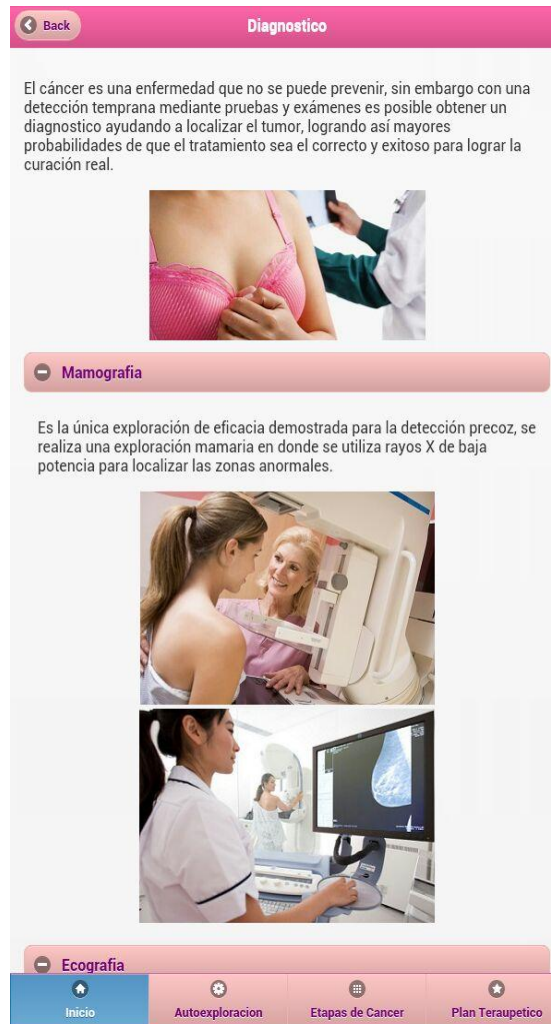 Back
Diagnostico
El cáncer es una enfermedad que no se puede prevenir, sin embargo con una
detección temprana mediante pruebas y exámenes es posible obtener un
diagnostico ayudando a localizar el tumor, logrando así mayores
probabilidades de que el tratamiento sea el correcto y exitoso para lograr la
curación real.
Mamografia
Es la única exploración de eficacia demostrada para la detección precoz, se
realiza una exploración mamaria en donde se utiliza rayos X de baja
potencia para localizar las zonas anormales.
Ecografia
Inicio
Autoexploracion
Etapas de Cancer
Plan Teraupetico